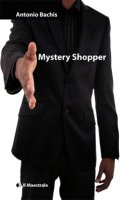 Antonio Bachis
Mystery Shopper
Il Maestrale